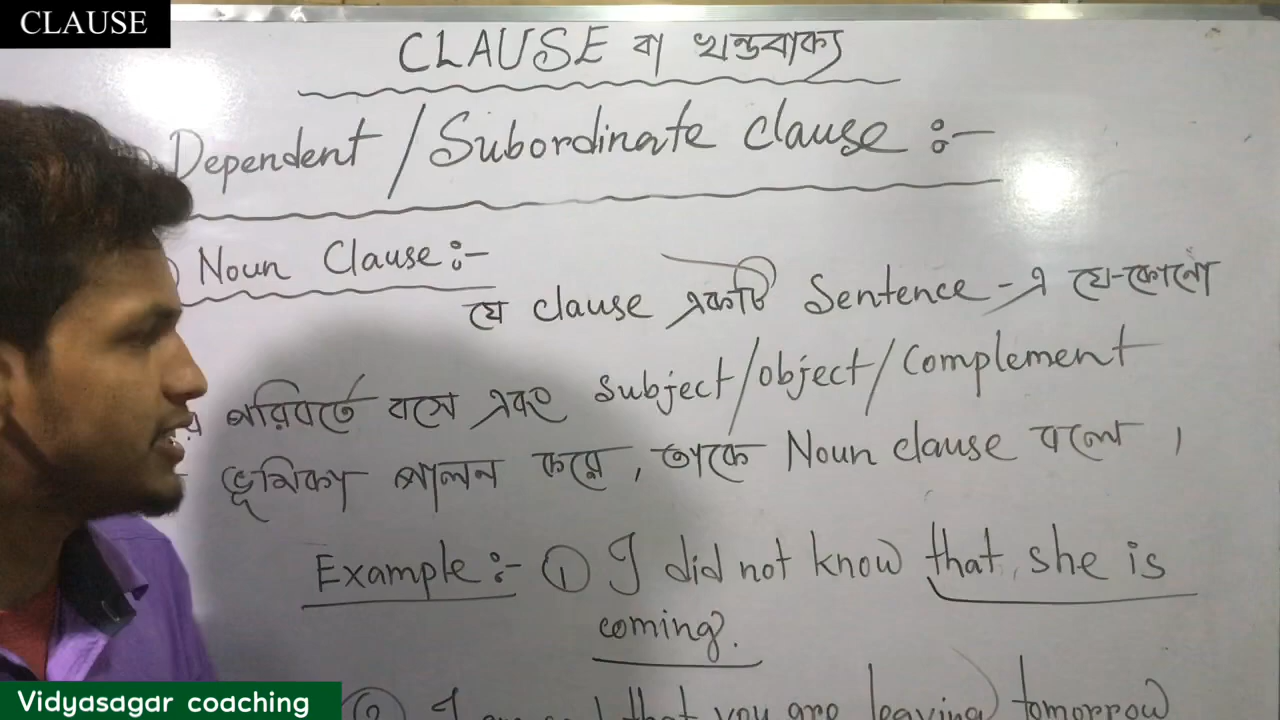 CLAUSE
CLAUSE বা খন্ডবাক্য
Dependent / Subordinate clause :-
Noun Clause :-
যে clause একটি Sentence-এ যে-কোনো
পরিবর্তে বসে এবং subject/object/complement
ভূমিকা পালন করে, তাকে Noun clause বলে ।
Example :- ① I did not know that she is
coming.
② I am that you are leaving tomorrow
Vidyasagar coaching